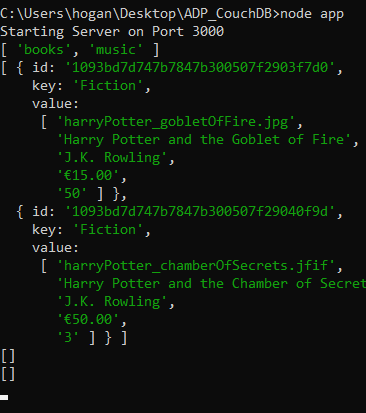 C:\Users\hogan\Desktop\ADP_CouchDB>node app
Starting Server on Port 3000
[ 'books', 'music' ]
[ { id: '1093bd7d747b7847b300507f2903f7d0',
key: 'Fiction',
value:
[ 'harryPotter_gobletOfFire.jpg',
'Harry Potter and the Goblet of Fire',
'J.K. Rowling',
'€15.00',
'50' ] },
{ id: '1093bd7d747b7847b300507f29040f9d',
key: 'Fiction',
value:
[ 'harryPotter_chamberOfSecrets.jfif',
'Harry Potter and the Chamber of Secret
'J.K. Rowling',
'€50.00',
'3' ] } ]
[]
[]